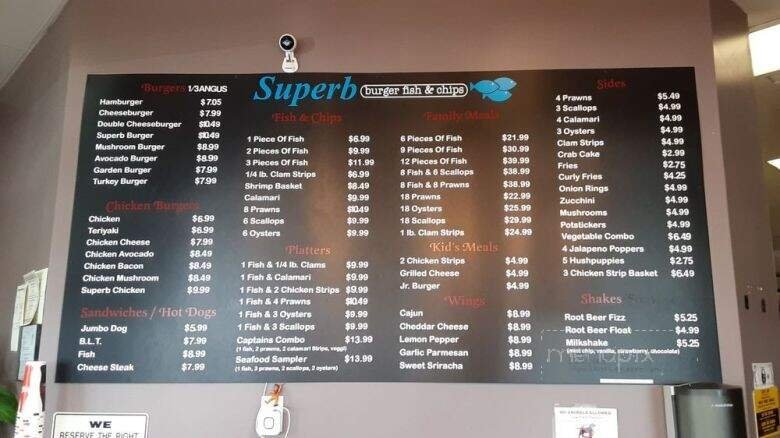 Superb burger fish & chips
Burgers 1/3ANGUS
Hamburger $7.05
Cheeseburger $7.99
Double Cheeseburger $10.49
Superb Burger $10.49
Mushroom Burger $8.99
Avocado Burger $8.99
Garden Burger $7.99
Turkey Burger $7.99
Chicken Burgers
Chicken $6.99
Teriyaki $6.99
Chicken Cheese $7.99
Chicken Avocado $8.49
Chicken Bacon $8.49
Chicken Mushroom $8.49
Superb Chicken $9.99
Sandwiches / Hot Dogs
Jumbo Dog $5.99
B.L.T. $7.99
Fish $8.99
Cheese Steak $7.99
Fish & Chips
1 Piece Of Fish $6.99
2 Pieces Of Fish $9.99
3 Pieces Of Fish $11.99
1/4 lb. Clam Strips $6.99
Shrimp Basket $8.49
Calamari $9.99
8 Prawns $10.49
6 Scallops $9.99
6 Oysters $9.99
Platters
1 Fish & 1/4 lb. Clams $9.99
1 Fish & Calamari $9.99
1 Fish & 2 Chicken Strips $9.99
1 Fish & 4 Prawns $10.49
1 Fish & 3 Oysters $9.99
1 Fish & 3 Scallops $9.99
Captains Combo $13.99
(1 fish, 2 prawns, 2 calamari Strips, veggi)
Seafood Sampler $13.99
(1 fish, 3 prawns, 2 scallops, 2 oysters)
Family Meals
6 Pieces Of Fish $21.99
9 Pieces Of Fish $30.99
12 Pieces Of Fish $39.99
8 Fish & 6 Scallops $38.99
8 Fish & 8 Prawns $38.99
18 Prawns $22.99
18 Oysters $25.99
18 Scallops $29.99
1 lb. Clam Strips $24.99
Kid's Meals
2 Chicken Strips $4.99
Grilled Cheese $4.99
Jr. Burger $4.99
Wings
Cajun $8.99
Cheddar Cheese $8.99
Lemon Pepper $8.99
Garlic Parmesan $8.99
Sweet Sriracha $8.99
Sides
4 Prawns $5.49
3 Scallops $4.99
4 Calamari $4.99
3 Oysters $4.99
Clam Strips $4.99
Crab Cake $2.99
Fries $2.75
Curly Fries $4.25
Onion Rings $4.99
Zucchini $4.99
Mushrooms $4.99
Potstickers $4.99
Vegetable Combo $6.49
4 Jalapeno Poppers $4.99
5 Hushpuppies $2.75
3 Chicken Strip Basket $6.49
Shakes
Root Beer Fizz $5.25
Root Beer Float $4.99
Milkshake $5.25
(mint chip, vanilla, strawberry, chocolate)
menupix
WE
RESERVE THE RIGHT